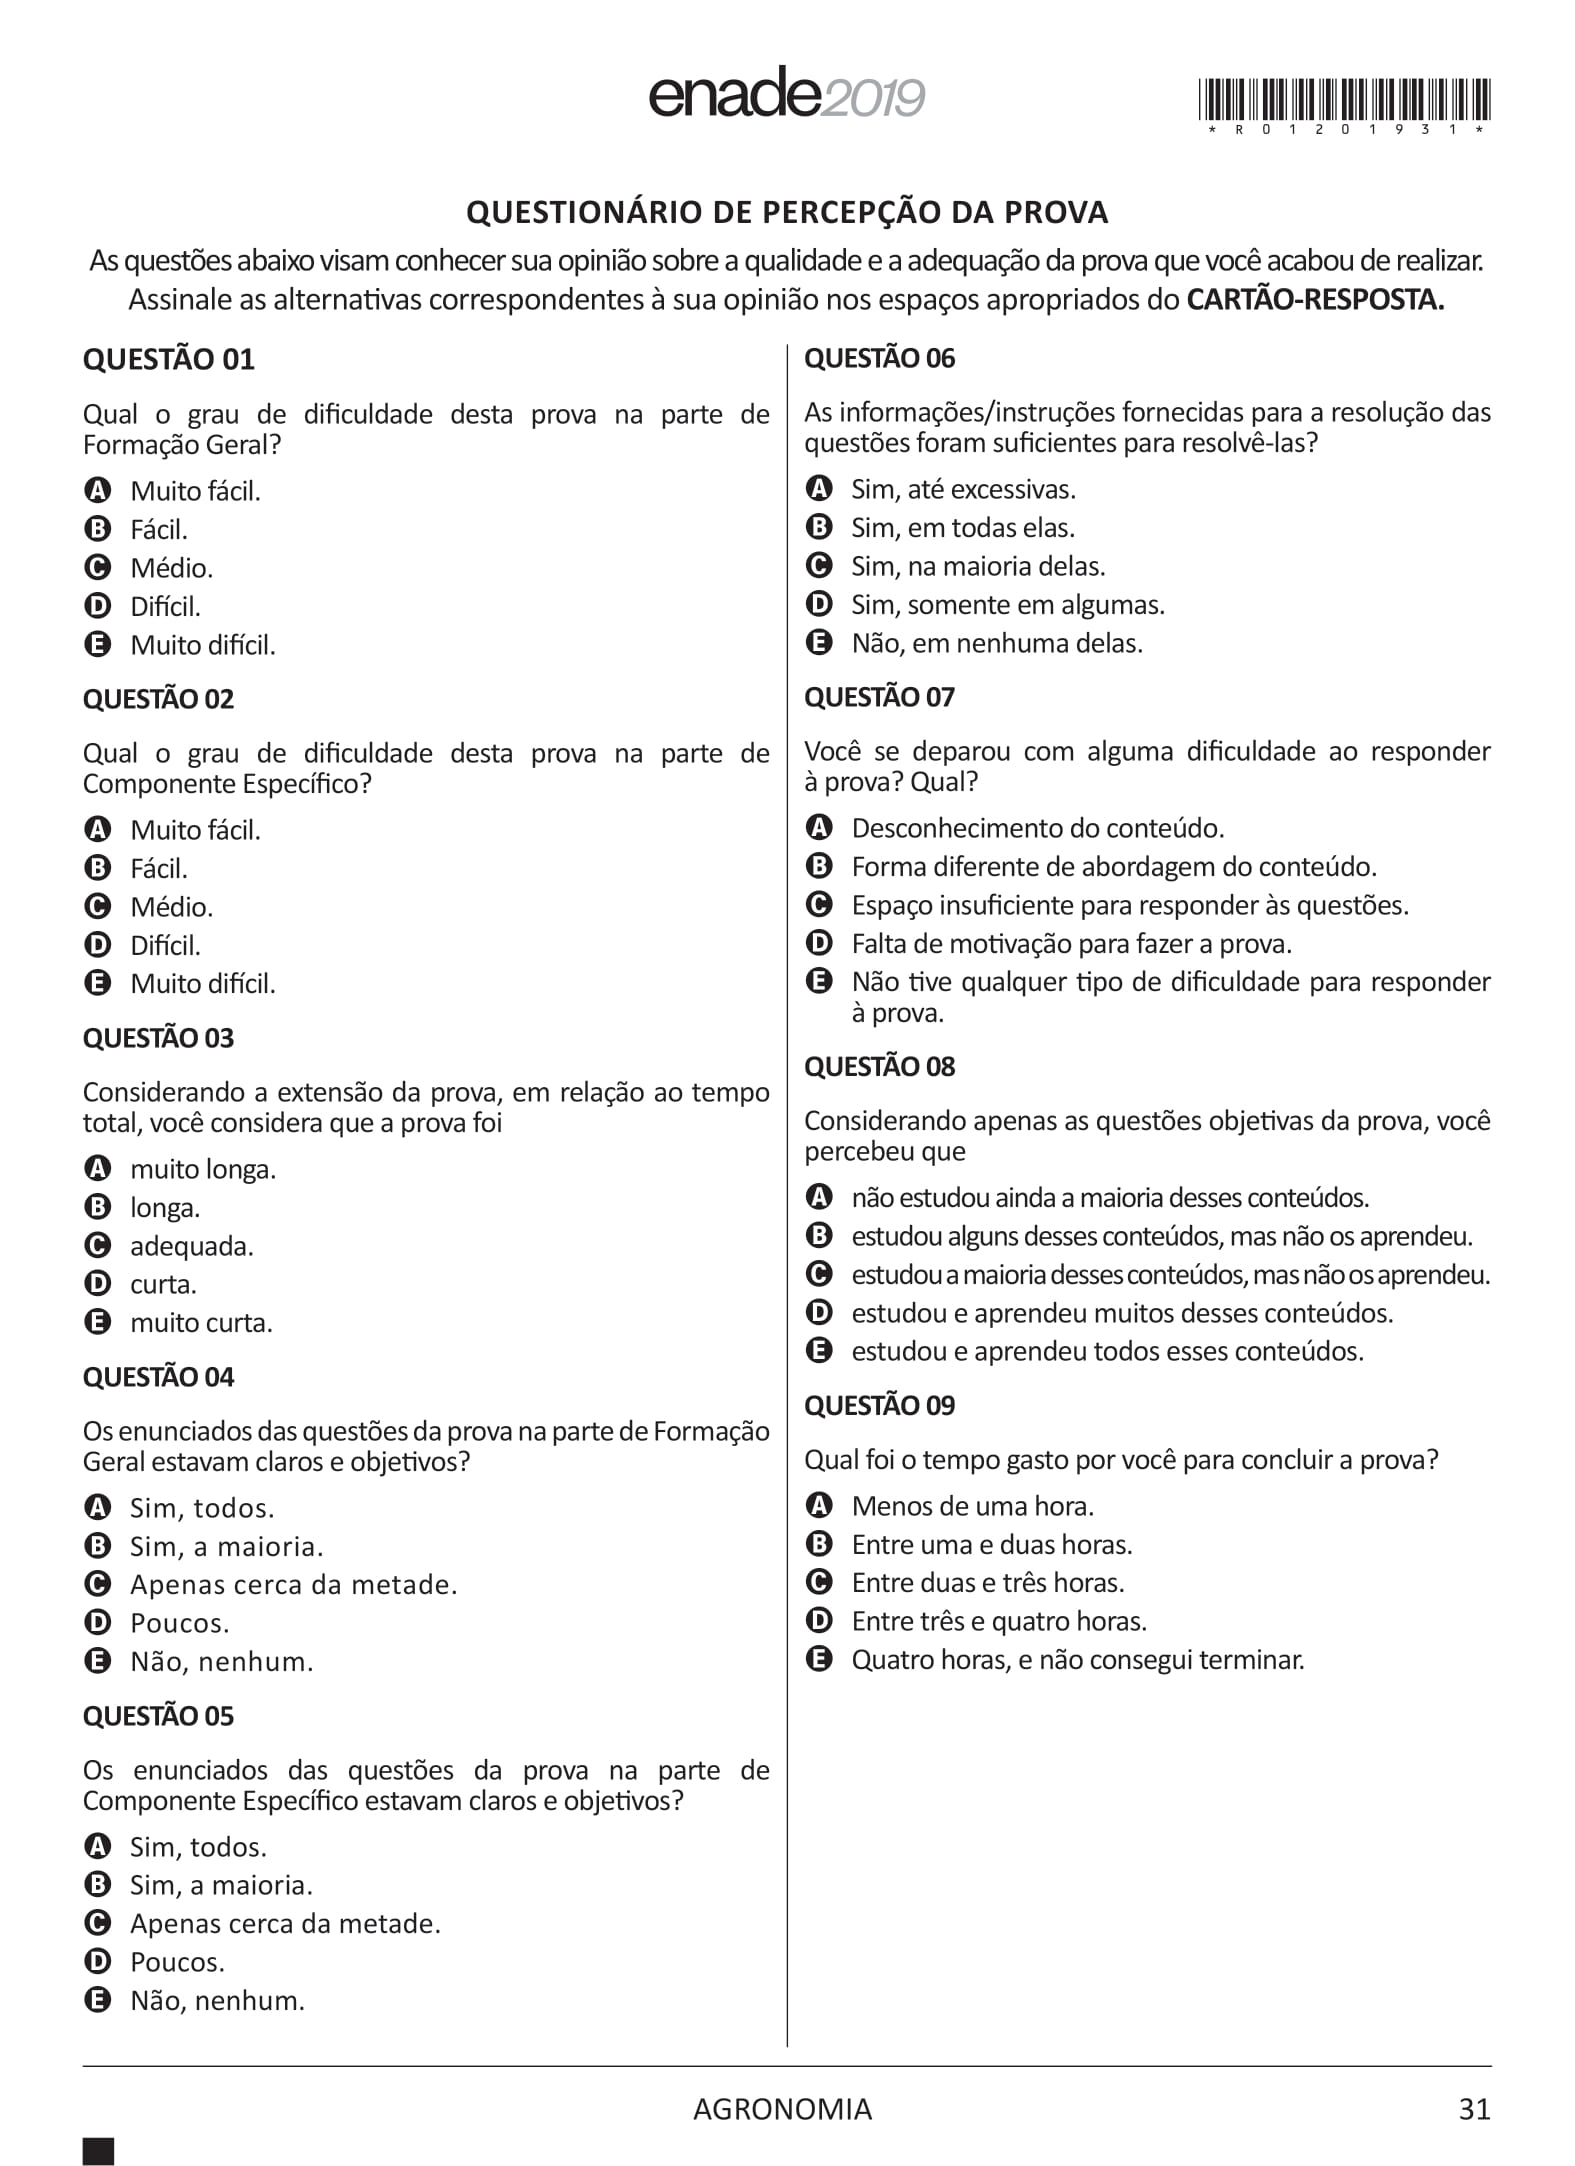 enade2019
*R01201931*
QUESTIONÁRIO DE PERCEPÇÃO DA PROVA
As questões abaixo visam conhecer sua opinião sobre a qualidade e a adequação da prova que você acabou de realizar.
Assinale as alternativas correspondentes à sua opinião nos espaços apropriados do CARTÃO-RESPOSTA.
QUESTÃO 01
Qual o grau de dificuldade desta prova na parte de
Formação Geral?
A Muito fácil.
B Fácil.
C Médio.
D Difícil.
E Muito difícil.
QUESTÃO 02
Qual o grau de dificuldade desta prova na parte de
Componente Específico?
A Muito fácil.
B Fácil.
C Médio.
D Difícil.
E Muito difícil.
QUESTÃO 03
Considerando a extensão da prova, em relação ao tempo
total, você considera que a prova foi
A muito longa.
B longa.
C adequada.
D curta.
E muito curta.
QUESTÃO 04
Os enunciados das questões da prova na parte de Formação
Geral estavam claros e objetivos?
A Sim, todos.
B Sim, a maioria.
C Apenas cerca da metade.
D Poucos.
E Não, nenhum.
QUESTÃO 05
Os enunciados das questões da prova na parte de
Componente Específico estavam claros e objetivos?
A Sim, todos.
B Sim, a maioria.
C Apenas cerca da metade.
D Poucos.
E Não, nenhum.
QUESTÃO 06
As informações/instruções fornecidas para a resolução das
questões foram suficientes para resolvê-las?
A Sim, até excessivas.
B Sim, em todas elas.
C Sim, na maioria delas.
D Sim, somente em algumas.
E Não, em nenhuma delas.
QUESTÃO 07
Você se deparou com alguma dificuldade ao responder
à prova? Qual?
A Desconhecimento do conteúdo.
B Forma diferente de abordagem do conteúdo.
C Espaço insuficiente para responder às questões.
D Falta de motivação para fazer a prova.
E Não tive qualquer tipo de dificuldade para responder
à prova.
QUESTÃO 08
Considerando apenas as questões objetivas da prova, você
percebeu que
A não estudou ainda a maioria desses conteúdos.
B estudou alguns desses conteúdos, mas não os aprendeu.
C estudou a maioria desses conteúdos, mas não os aprendeu.
D estudou e aprendeu muitos desses conteúdos.
E estudou e aprendeu todos esses conteúdos.
QUESTÃO 09
Qual foi o tempo gasto por você para concluir a prova?
A Menos de uma hora.
B Entre uma e duas horas.
C Entre duas e três horas.
D Entre três e quatro horas.
E Quatro horas, e não consegui terminar.
AGRONOMIA
31